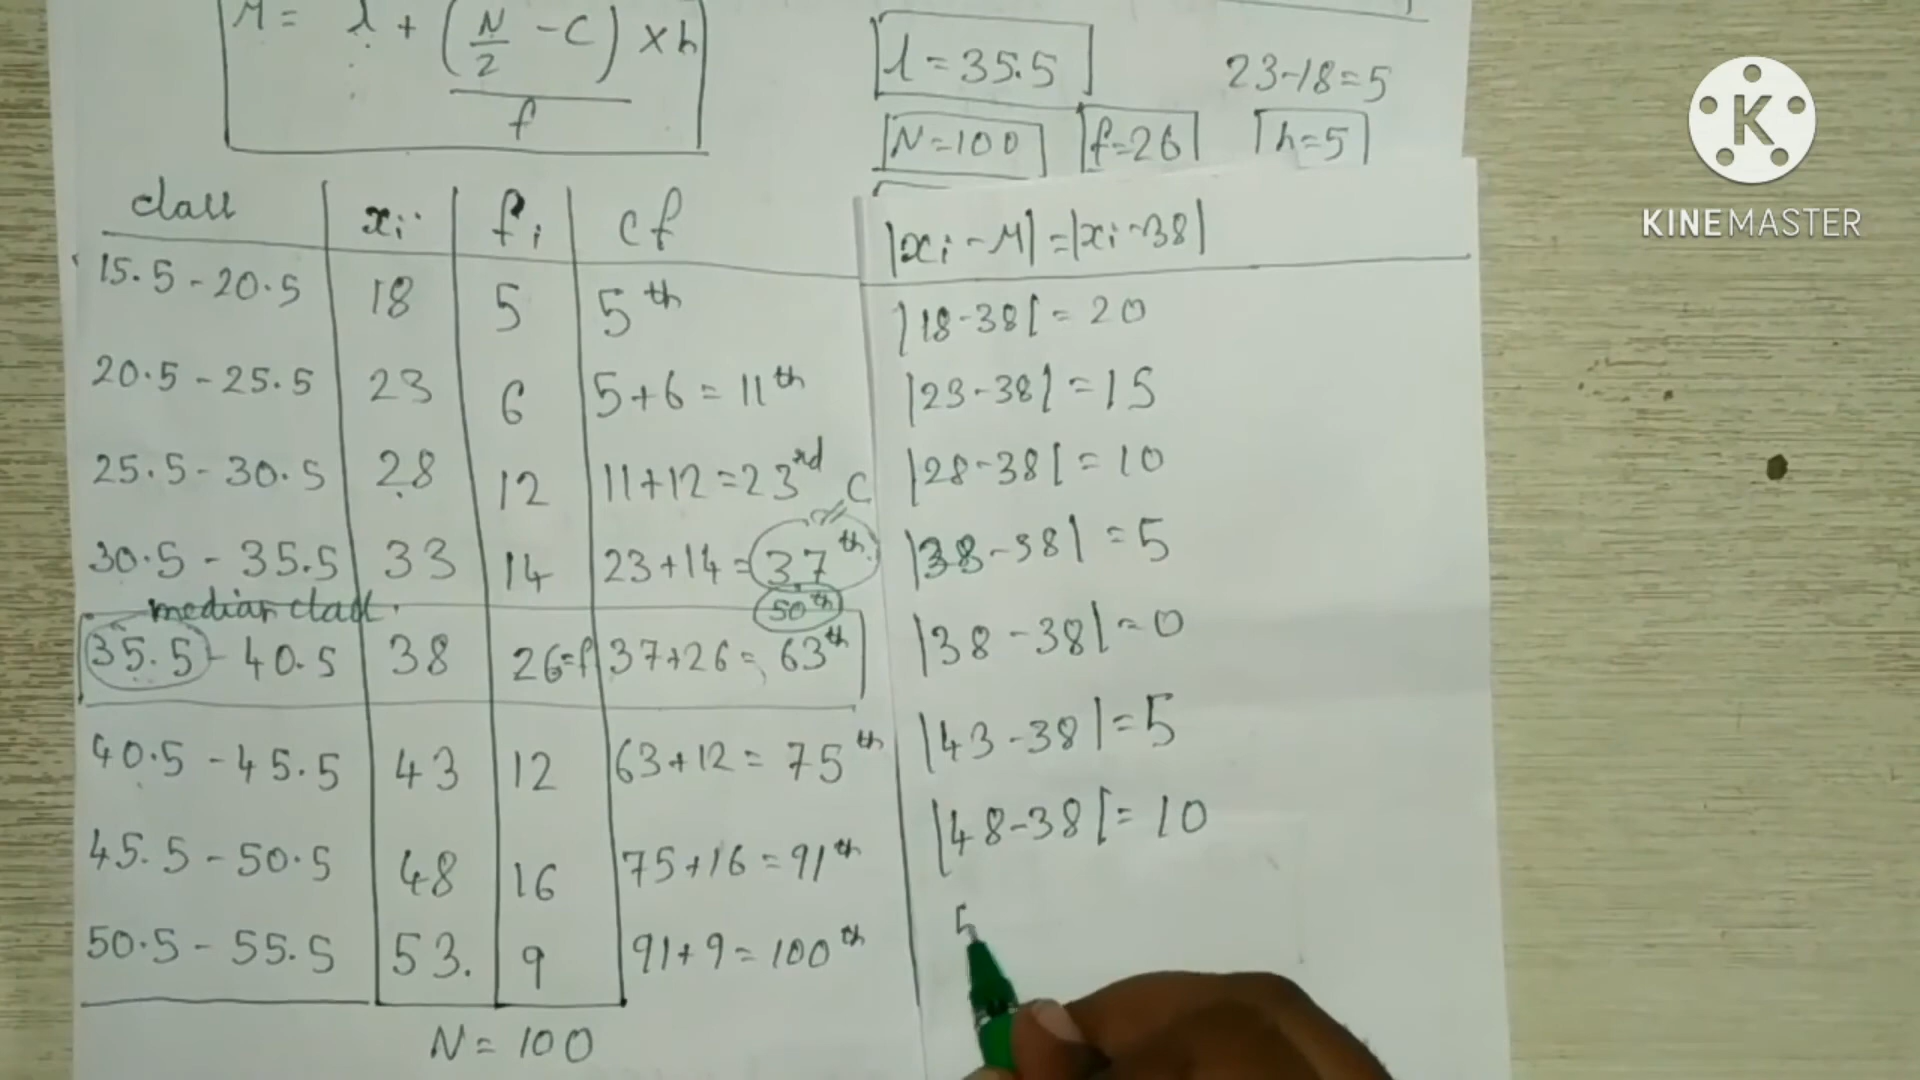 M = l + (N/2 - C) × h
f
l = 35.5
23-18=5
N=100 f=26 h=5
K
KINEMASTER
class xi fi cf |xi - M| = |xi - 38|
15.5 - 20.5 18 5 5th |18-38| = 20
20.5 - 25.5 23 6 5+6 = 11th |23-38| = 15
25.5 - 30.5 28 12 11+12 = 23rd C |28-38| = 10
30.5 - 35.5 33 14 23+14 = 37th |38-38| = 5
median class. 50th
35.5 - 40.5 38 26=f 37+26 = 63th |38-38| = 0
40.5 - 45.5 43 12 63+12 = 75th |43-38| = 5
45.5 - 50.5 48 16 75+16 = 91th |48-38| = 10
50.5 - 55.5 53. 9 91+9 = 100th 5
N = 100